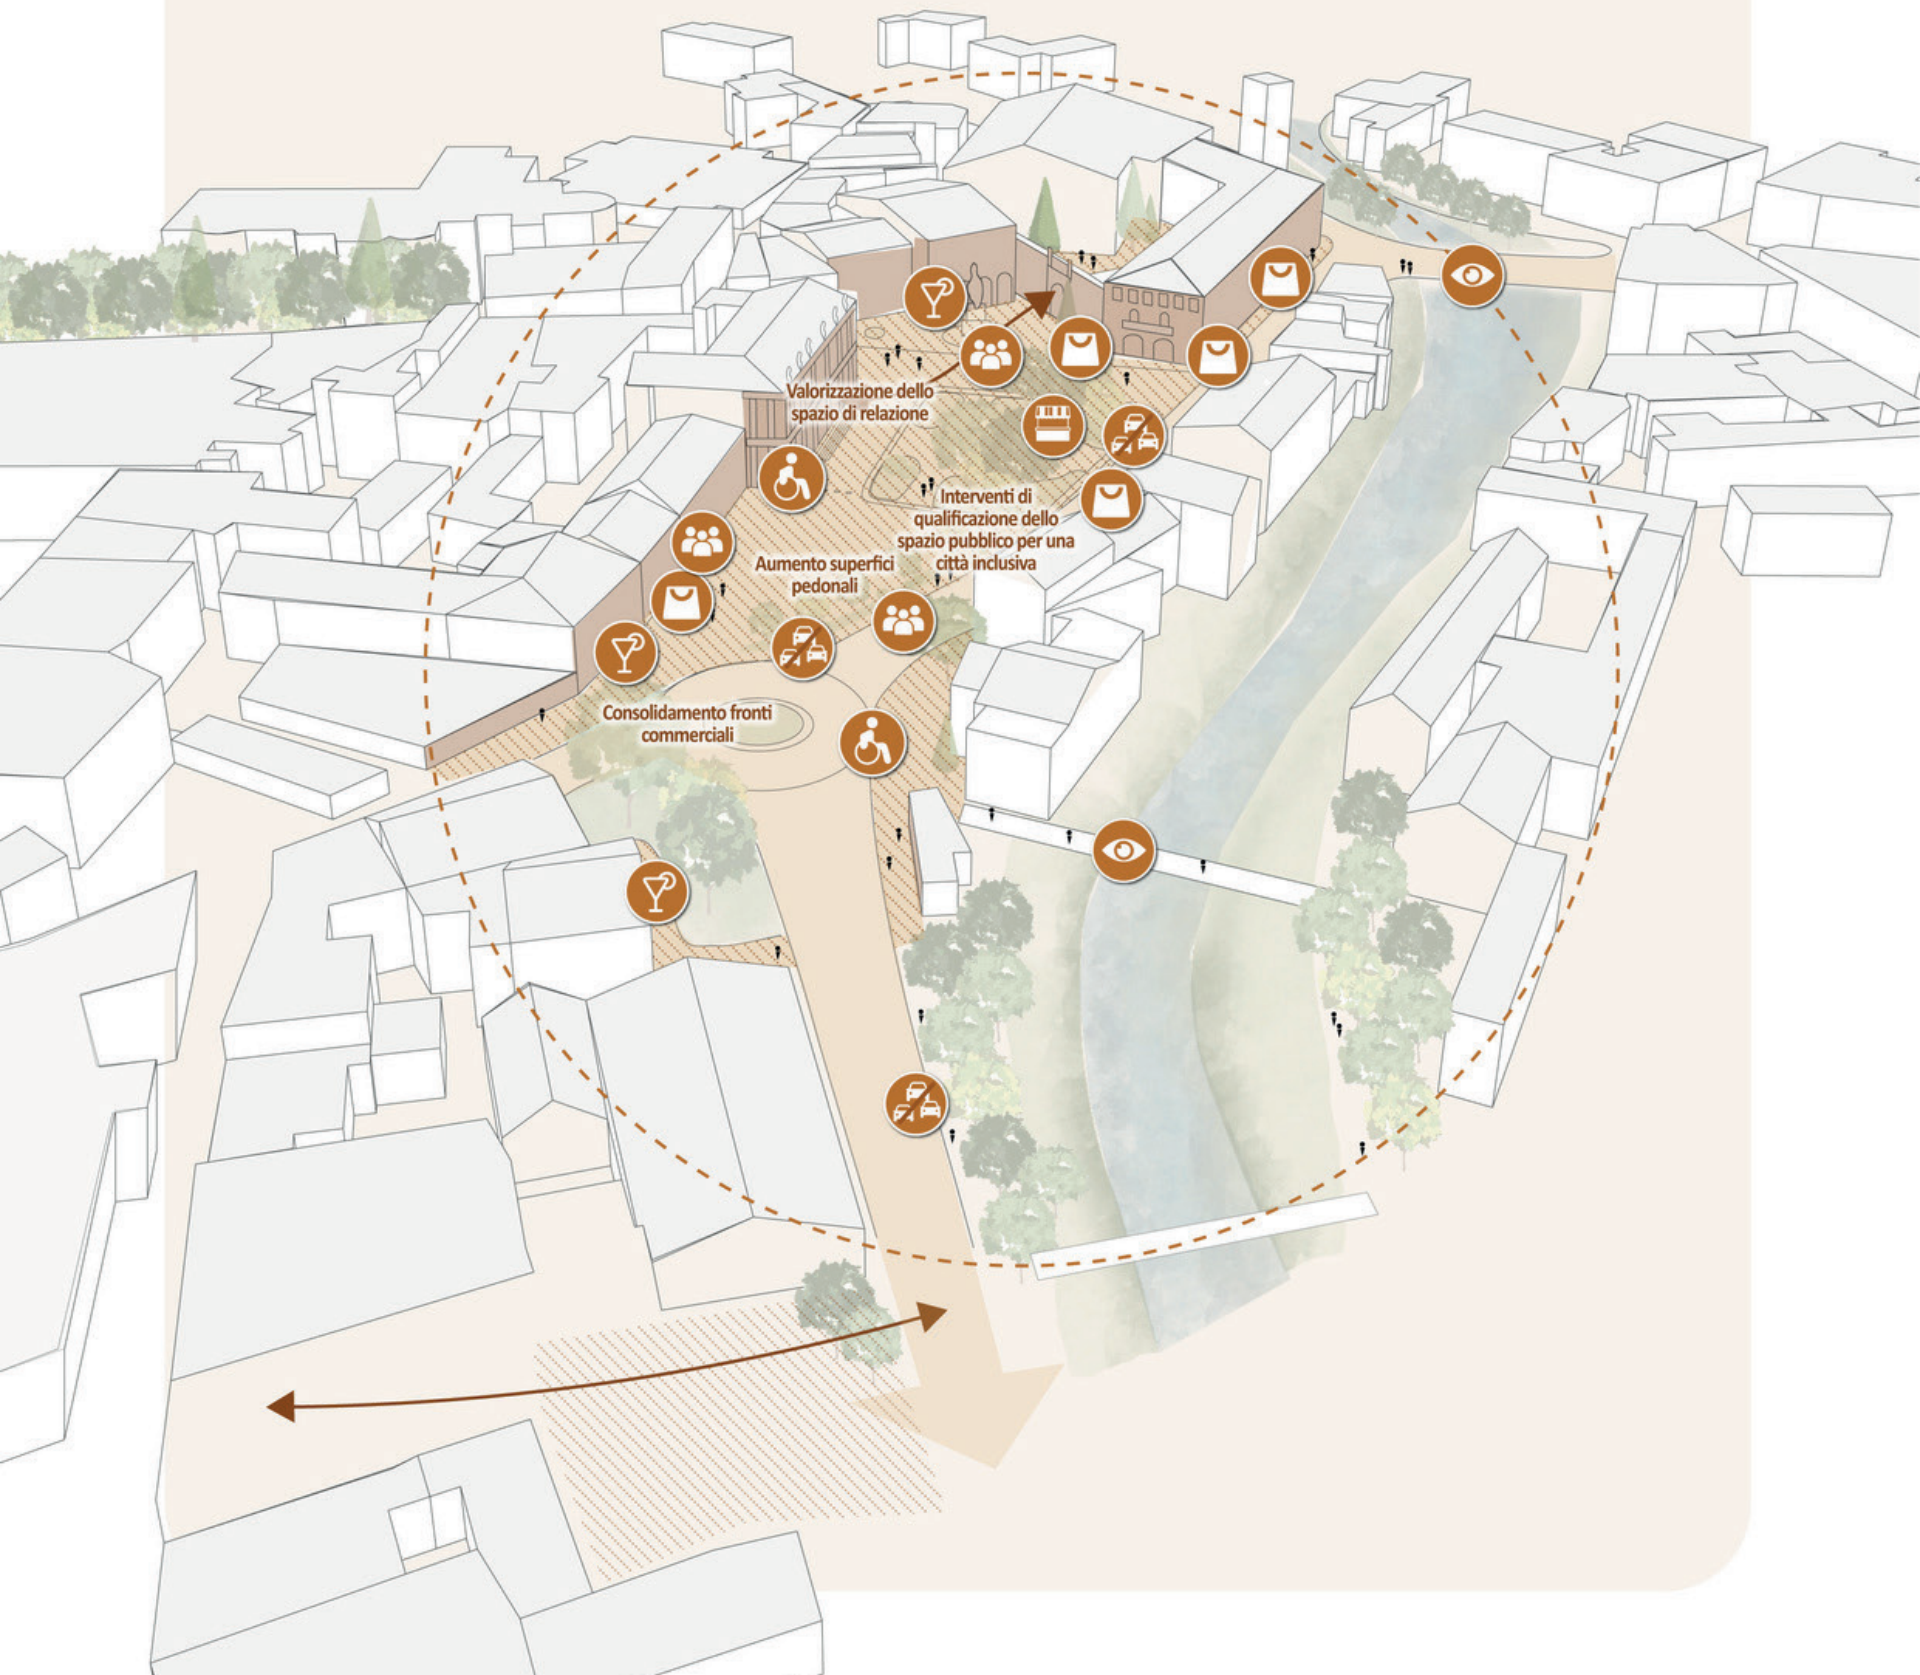 Valorizzazione dello
spazio di relazione
Interventi di
qualificazione dello
spazio pubblico per una
città inclusiva
Aumento superfici
pedonali
Consolidamento fronti
commerciali